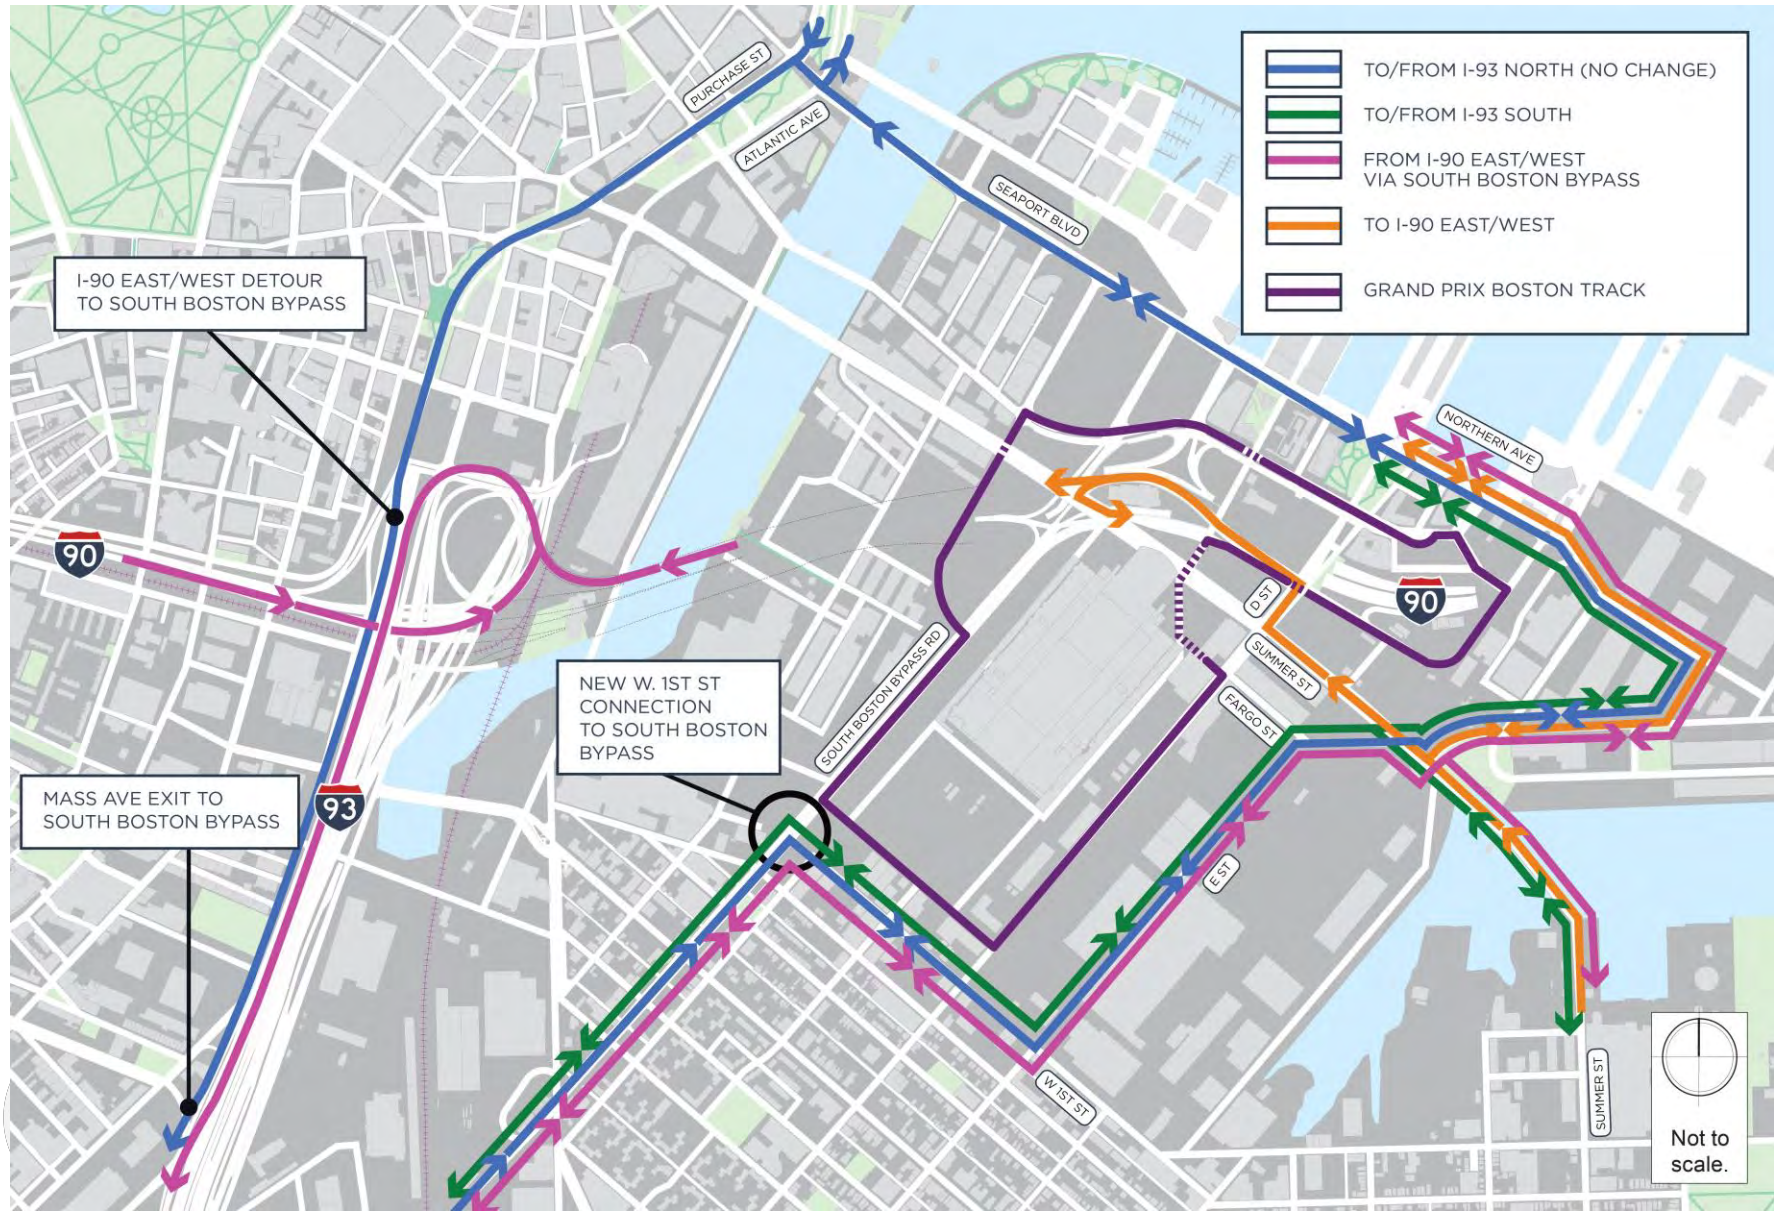 TO/FROM I-93 NORTH (NO CHANGE)
TO/FROM I-93 SOUTH
FROM I-90 EAST/WEST
VIA SOUTH BOSTON BYPASS
TO I-90 EAST/WEST
GRAND PRIX BOSTON TRACK
PURCHASE ST
ATLANTIC AVE
SEAPORT BLVD
I-90 EAST/WEST DETOUR
TO SOUTH BOSTON BYPASS
NORTHERN AVE
90
90
D ST
SUMMER ST
SOUTH BOSTON BYPASS RD
FARGO ST
NEW W. 1ST ST
CONNECTION
TO SOUTH BOSTON
BYPASS
MASS AVE EXIT TO
SOUTH BOSTON BYPASS
93
E ST
W 1ST ST
SUMMER ST
Not to
scale.